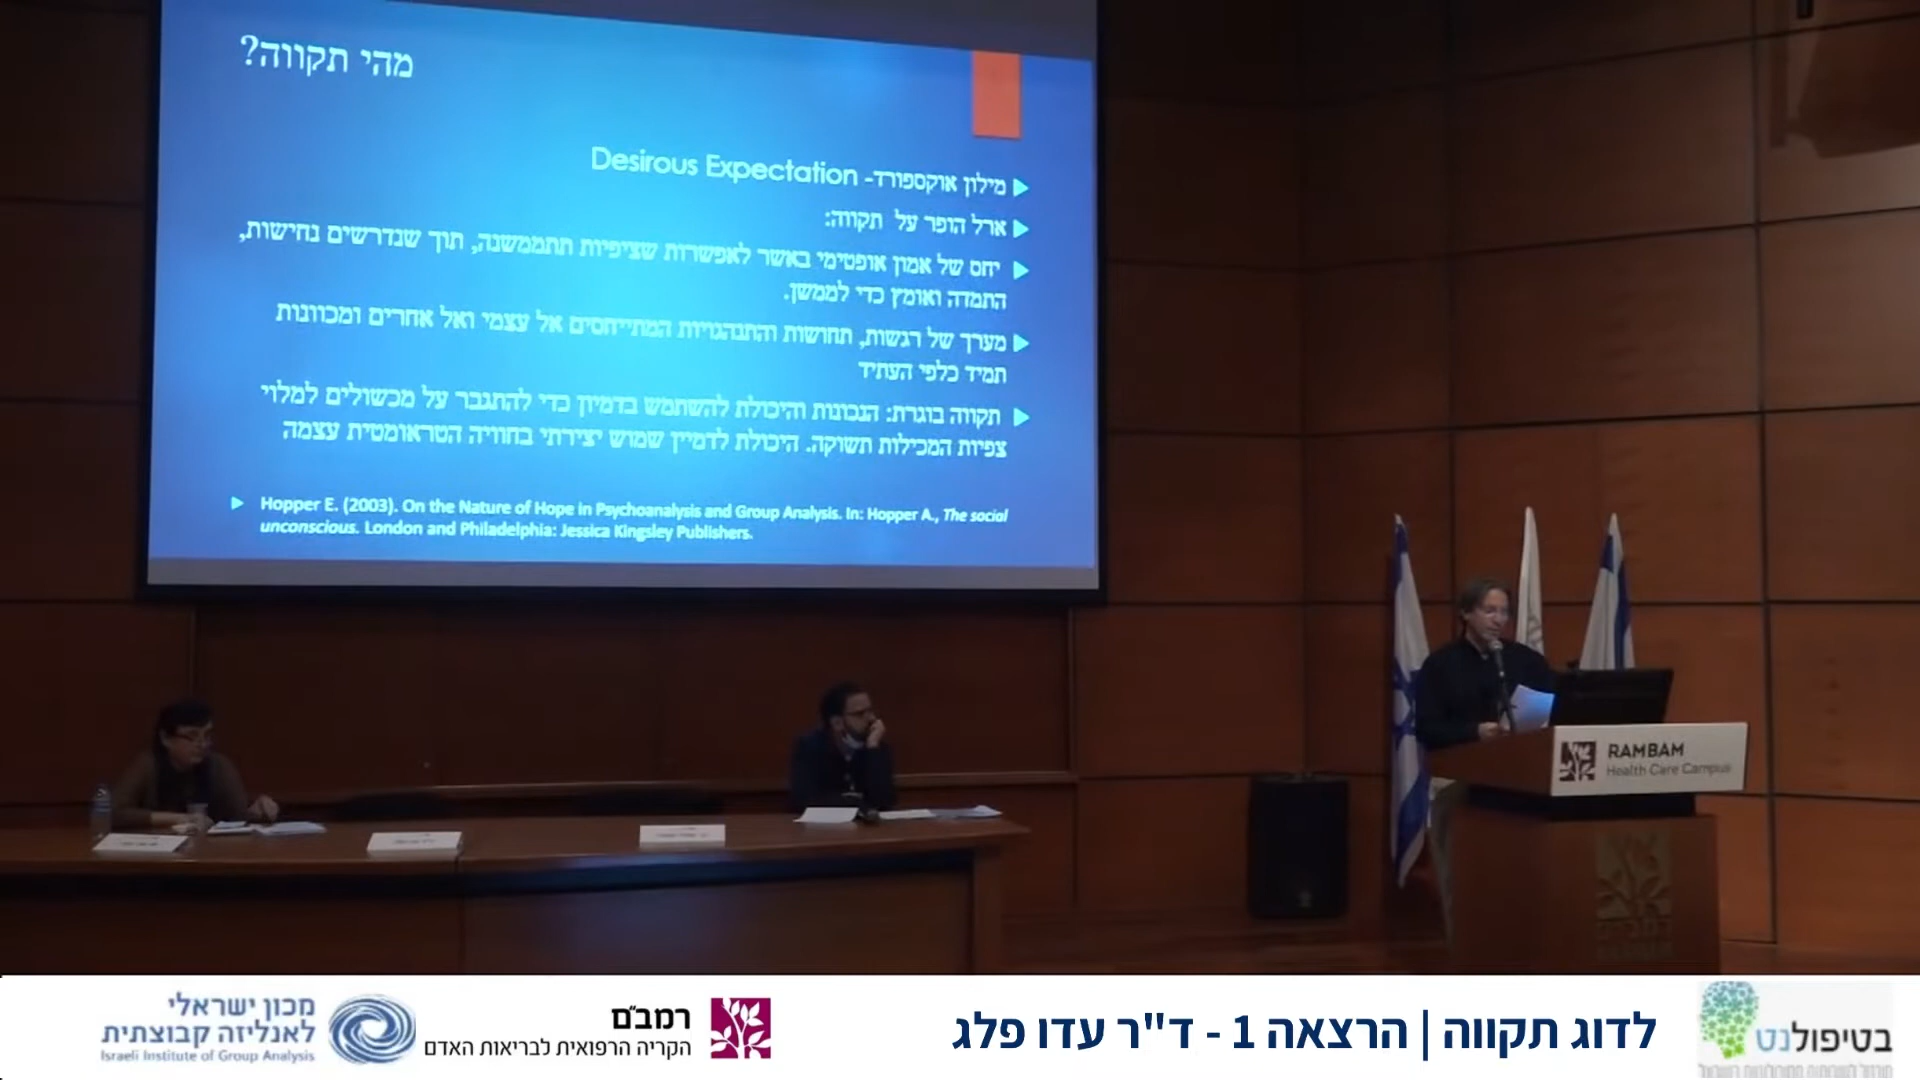 מהי תקווה?
מילון אוקספורד- Desirous Expectation
ארל הופר על תקווה:
יחס של אמון אופטימי באשר לאפשרות שציפיות תתממשנה, תוך שנדרשים נחישות,
התמדה ואומץ כדי לממשן.
מערך של רגשות, תחושות והתנהגויות המתייחסים אל עצמי ואל אחרים ומכוונות
תמיד כלפי העתיד
תקווה בוגרת: הנכונות והיכולת להשתמש בדמיון כדי להתגבר על מכשולים למלוי
צפיות המכילות תשוקה. היכולת לדמיין שמוש יצירתי בחוויה הטראומטית עצמה
Hopper E. (2003). On the Nature of Hope in Psychoanalysis and Group Analysis. In: Hopper A., The social
unconscious. London and Philadelphia: Jessica Kingsley Publishers.
RAMBAM
Health Care Campus
לדוג תקווה | הרצאה 1 - ד"ר עדו פלג
בטיפולנט
רמב"ם
הקריה הרפואית לבריאות האדם
מכון ישראלי
לאנליזה קבוצתית
Israeli Institute of Group Analysis